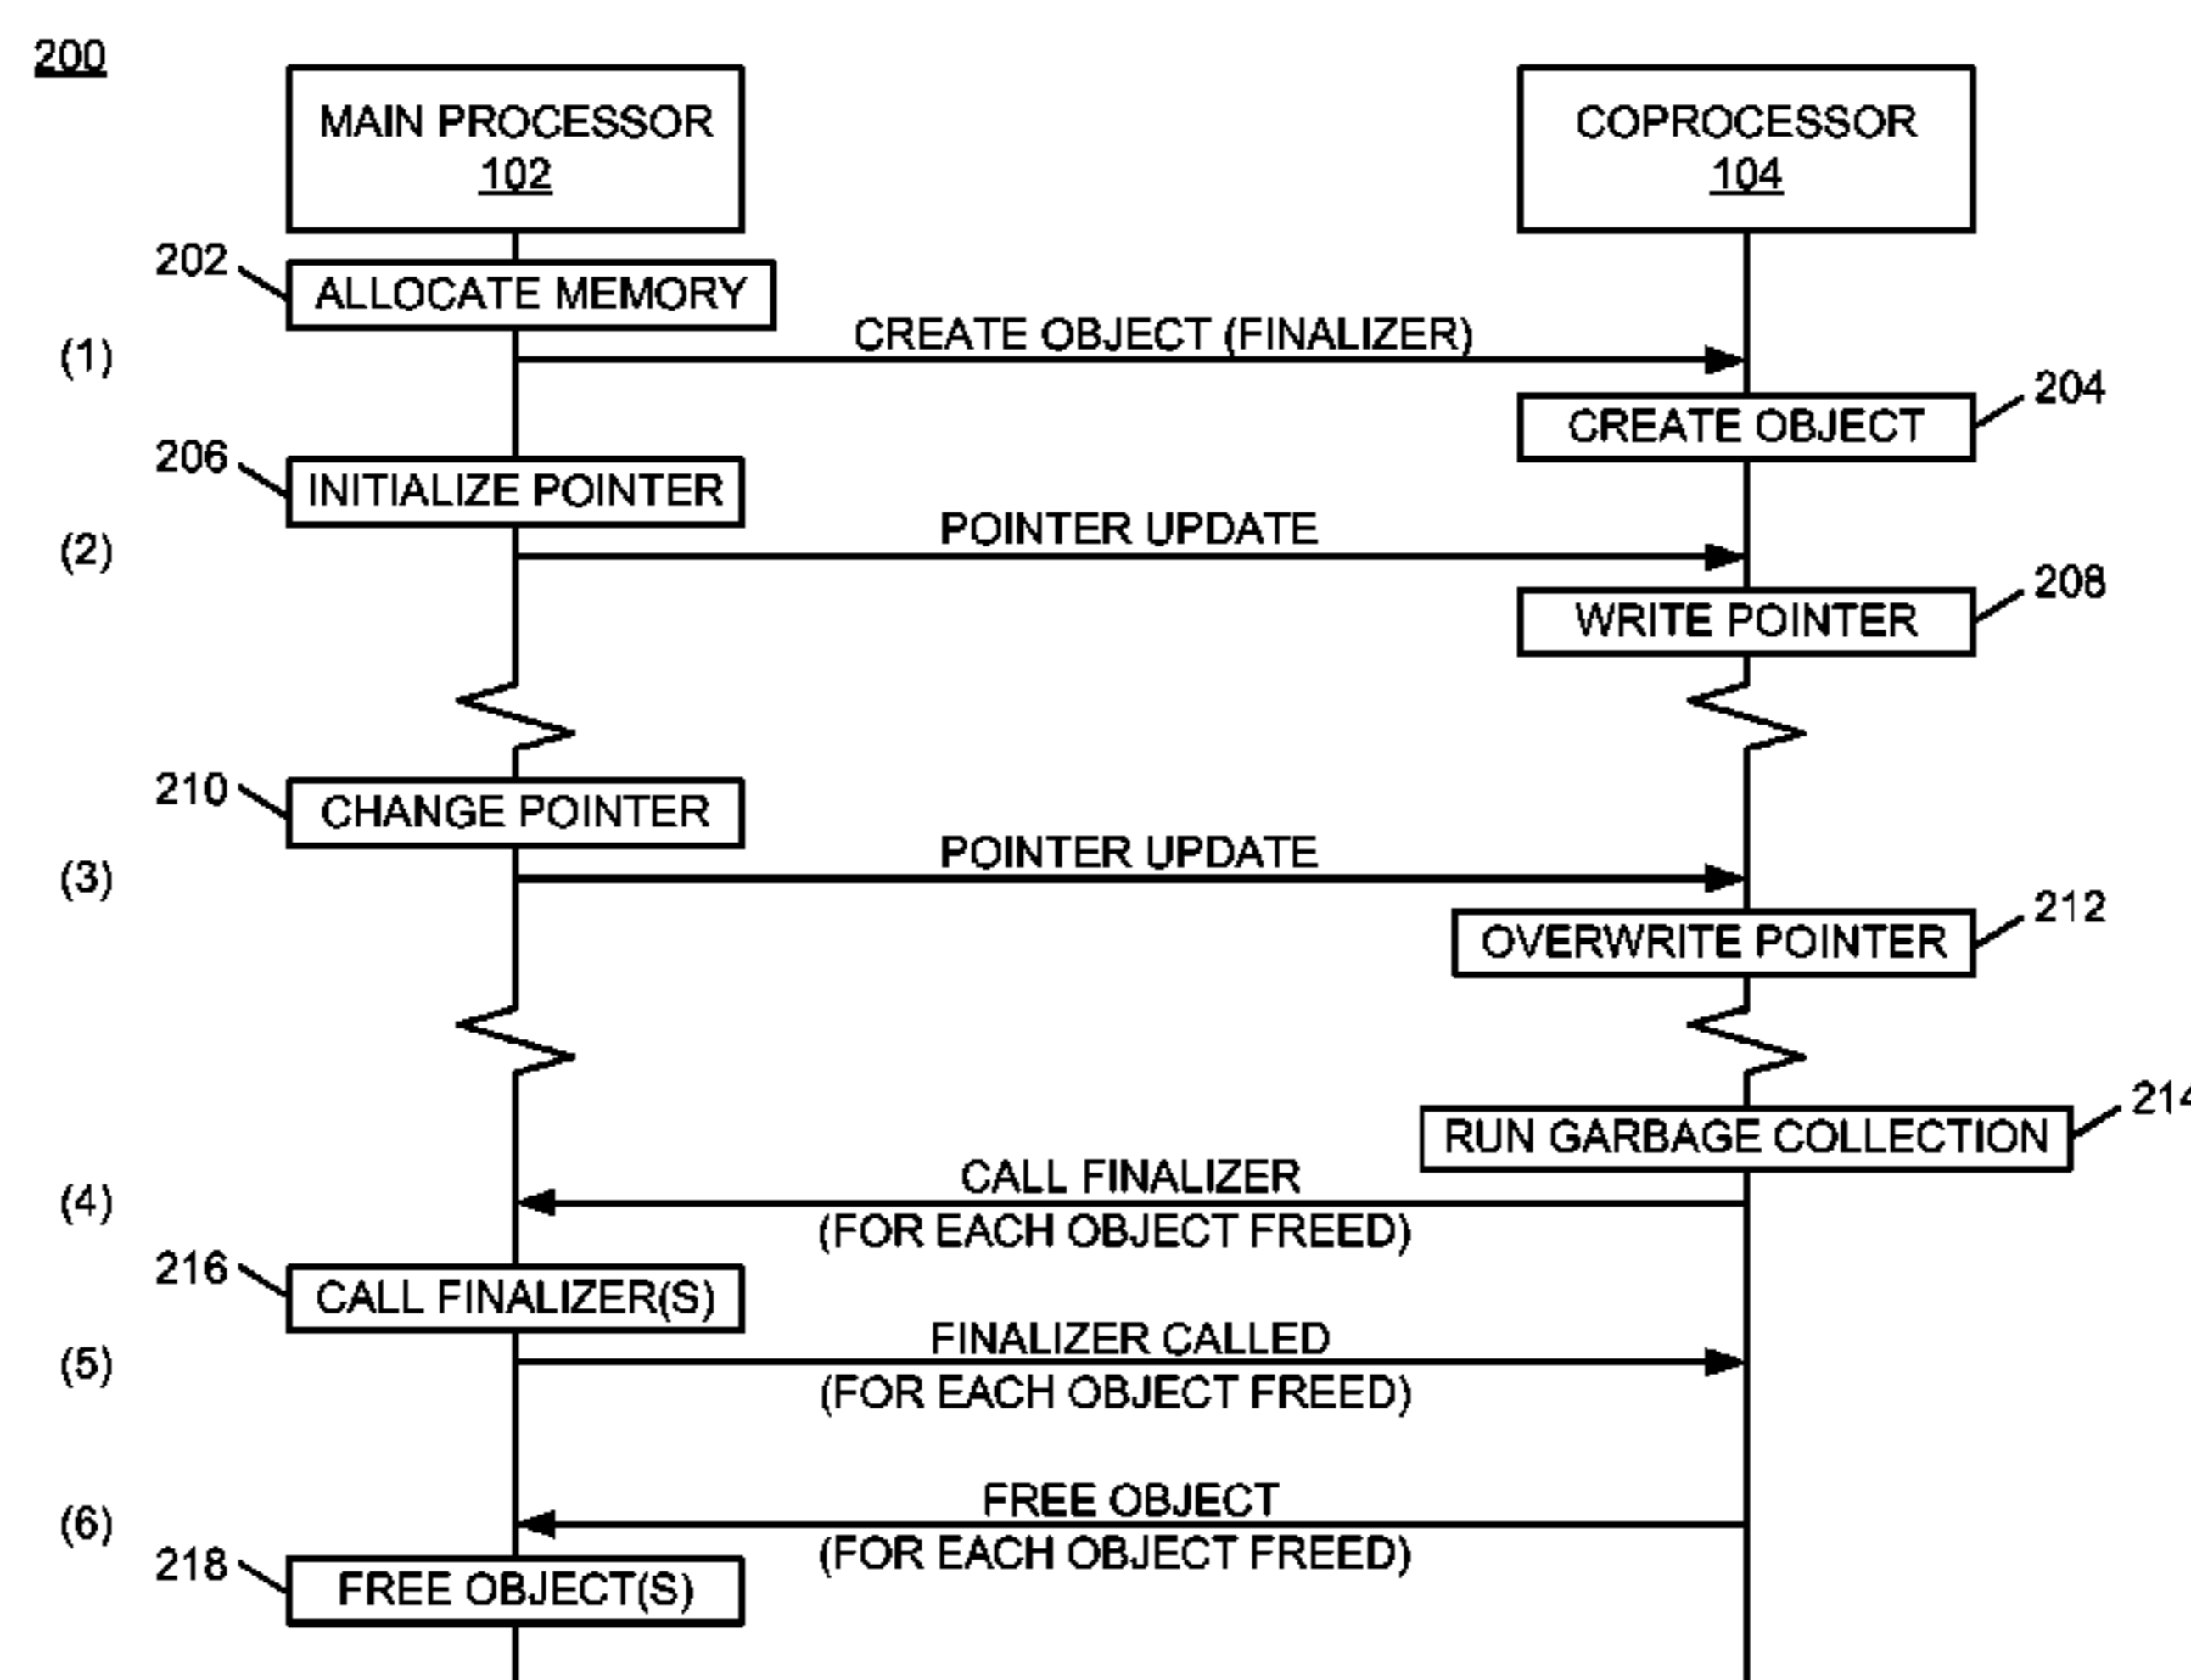 200
MAIN PROCESSOR
102
COPROCESSOR
104
202
ALLOCATE MEMORY
(1)
CREATE OBJECT (FINALIZER)
204
CREATE OBJECT
206
INITIALIZE POINTER
(2)
POINTER UPDATE
208
WRITE POINTER
210
CHANGE POINTER
(3)
POINTER UPDATE
212
OVERWRITE POINTER
214
RUN GARBAGE COLLECTION
(4)
CALL FINALIZER
(FOR EACH OBJECT FREED)
216
CALL FINALIZER(S)
(5)
FINALIZER CALLED
(FOR EACH OBJECT FREED)
(6)
FREE OBJECT
(FOR EACH OBJECT FREED)
218
FREE OBJECT(S)